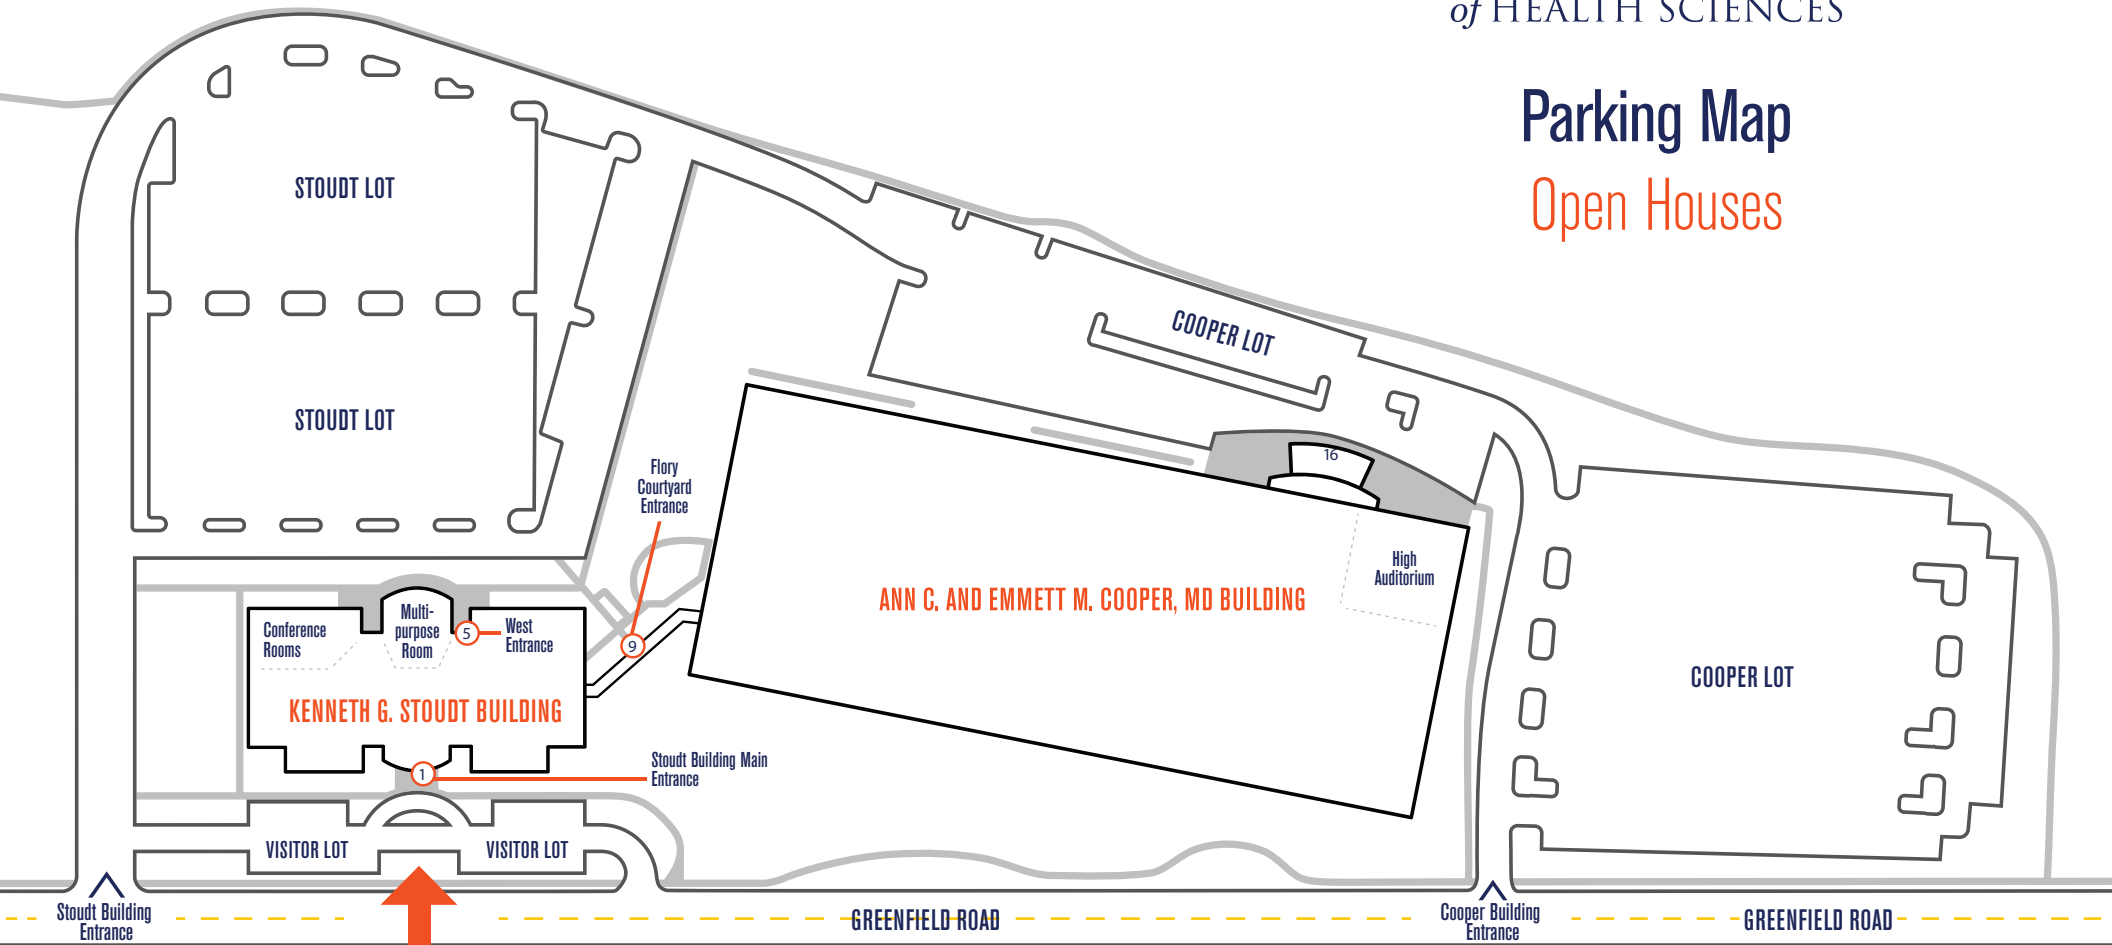 of HEALTH SCIENCES
Parking Map
Open Houses
STOUDT LOT
STOUDT LOT
COOPER LOT
16
Flory
Courtyard
Entrance
High
Auditorium
ANN C. AND EMMETT M. COOPER, MD BUILDING
Conference
Rooms
Multi-
purpose
Room
5
West
Entrance
9
COOPER LOT
KENNETH G. STOUDT BUILDING
1
Stoudt Building Main
Entrance
VISITOR LOT
VISITOR LOT
Stoudt Building
Entrance
GREENFIELD ROAD
Cooper Building
Entrance
GREENFIELD ROAD